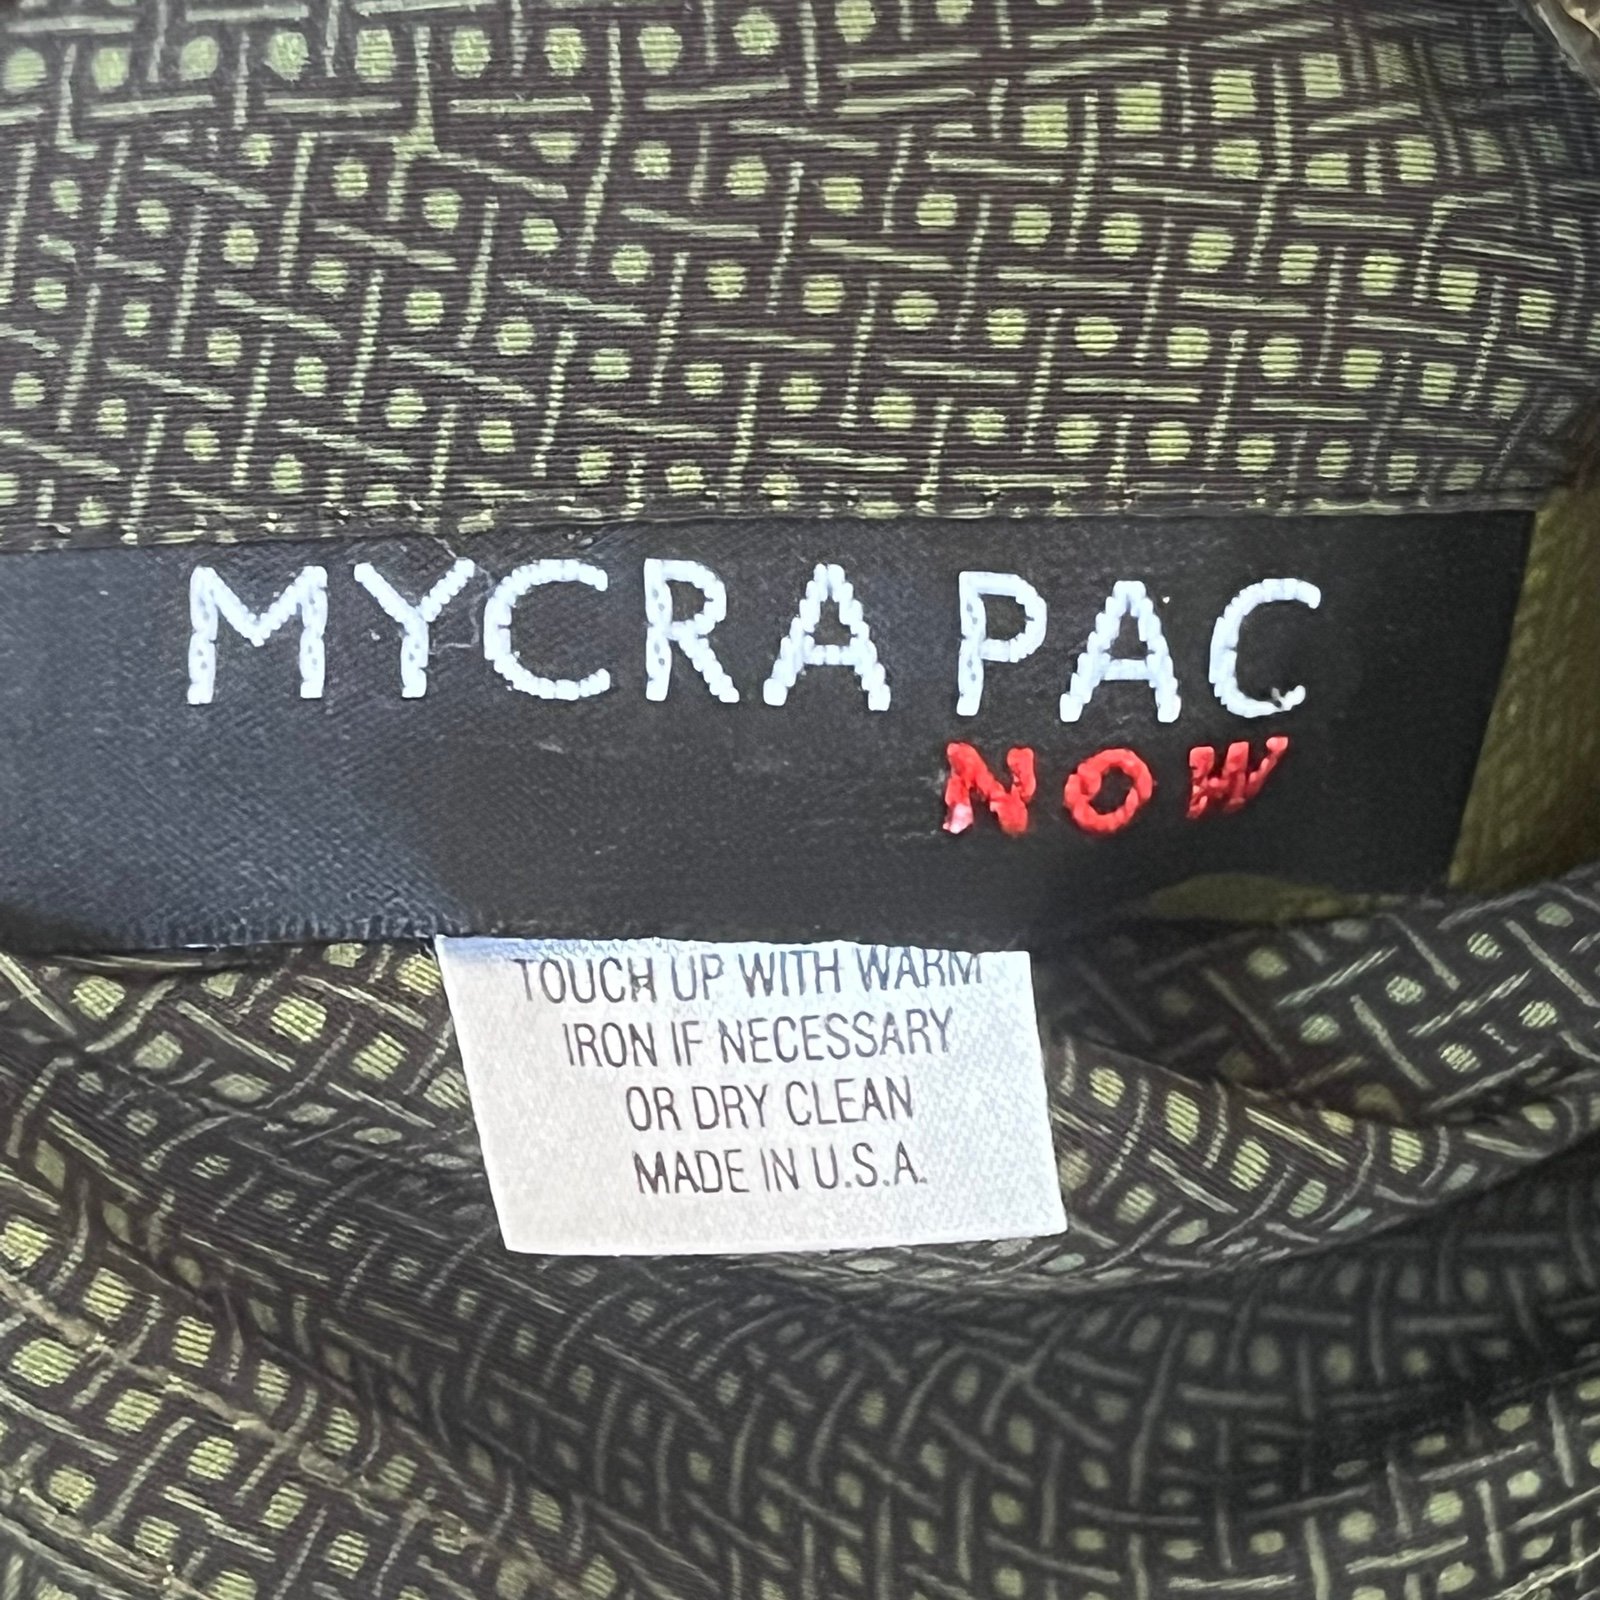 MYCRA PAC
NOW
TOUCH UP WITH WARM
IRON IF NECESSARY
OR DRY CLEAN
MADE IN U.S.A.